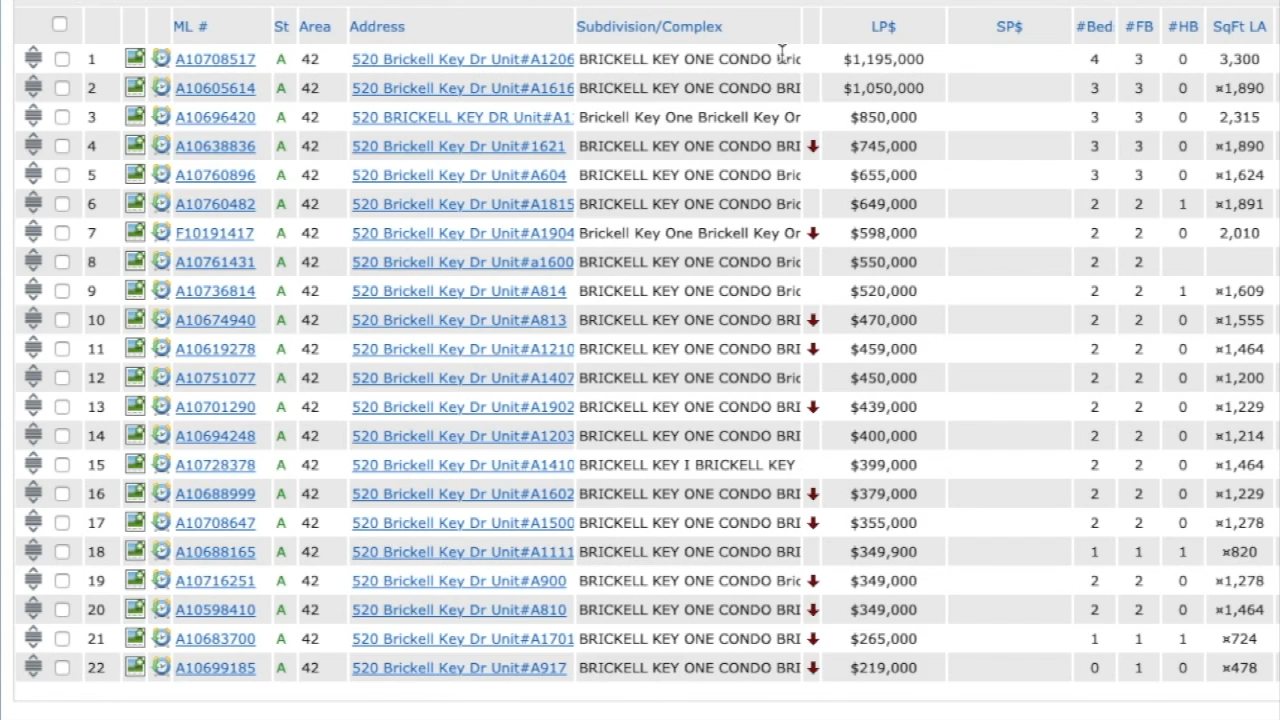 ML # St Area Address Subdivision/Complex LP$ SP$ #Bed: #FB #HB SqFt LA
1 A10708517 A 42 520 Brickell Key Dr Unit#A1206 BRICKELL KEY ONE CONDO Bric $1,195,000 4 3 0 3,300
2 A10605614 A 42 520 Brickell Key Dr Unit#A1616 BRICKELL KEY ONE CONDO BRI $1,050,000 3 3 0 ¤1,890
3 A10696420 A 42 520 BRICKELL KEY DR Unit#A1 Brickell Key One Brickell Key Or $850,000 3 3 0 2,315
4 A10638836 A 42 520 Brickell Key Dr Unit#1621 BRICKELL KEY ONE CONDO BRI $745,000 3 3 0 ¤1,890
5 A10760896 A 42 520 Brickell Key Dr Unit#A604 BRICKELL KEY ONE CONDO Bric $655,000 3 3 0 ¤1,624
6 A10760482 A 42 520 Brickell Key Dr Unit#A1815 BRICKELL KEY ONE CONDO Bric $649,000 2 2 1 ¤1,891
7 F10191417 A 42 520 Brickell Key Dr Unit#A1904 Brickell Key One Brickell Key Or $598,000 2 2 0 2,010
8 A10761431 A 42 520 Brickell Key Dr Unit#a1600 BRICKELL KEY ONE CONDO Bric $550,000 2 2
9 A10736814 A 42 520 Brickell Key Dr Unit#A814 BRICKELL KEY ONE CONDO Bric $520,000 2 2 1 ¤1,609
10 A10674940 A 42 520 Brickell Key Dr Unit#A813 BRICKELL KEY ONE CONDO BRI $470,000 2 2 0 ¤1,555
11 A10619278 A 42 520 Brickell Key Dr Unit#A1210 BRICKELL KEY ONE CONDO BRI $459,000 2 2 0 ¤1,464
12 A10751077 A 42 520 Brickell Key Dr Unit#A1407 BRICKELL KEY ONE CONDO Bric $450,000 2 2 0 ¤1,200
13 A10701290 A 42 520 Brickell Key Dr Unit#A1902 BRICKELL KEY ONE CONDO BRI $439,000 2 2 0 ¤1,229
14 A10694248 A 42 520 Brickell Key Dr Unit#A1203 BRICKELL KEY ONE CONDO BRI $400,000 2 2 0 ¤1,214
15 A10728378 A 42 520 Brickell Key Dr Unit#A1410 BRICKELL KEY I BRICKELL KEY $399,000 2 2 0 ¤1,464
16 A10688999 A 42 520 Brickell Key Dr Unit#A1602 BRICKELL KEY ONE CONDO BRI $379,000 2 2 0 ¤1,229
17 A10708647 A 42 520 Brickell Key Dr Unit#A1500 BRICKELL KEY ONE CONDO BRI $355,000 2 2 0 ¤1,278
18 A10688165 A 42 520 Brickell Key Dr Unit#A1111 BRICKELL KEY ONE CONDO BRI $349,900 1 1 1 ¤820
19 A10716251 A 42 520 Brickell Key Dr Unit#A900 BRICKELL KEY ONE CONDO Bric $349,000 2 2 0 ¤1,278
20 A10598410 A 42 520 Brickell Key Dr Unit#A810 BRICKELL KEY ONE CONDO BRI $349,000 2 2 0 ¤1,464
21 A10683700 A 42 520 Brickell Key Dr Unit#A1701 BRICKELL KEY ONE CONDO BRI $265,000 1 1 1 ¤724
22 A10699185 A 42 520 Brickell Key Dr Unit#A917 BRICKELL KEY ONE CONDO BRI $219,000 0 1 0 ¤478